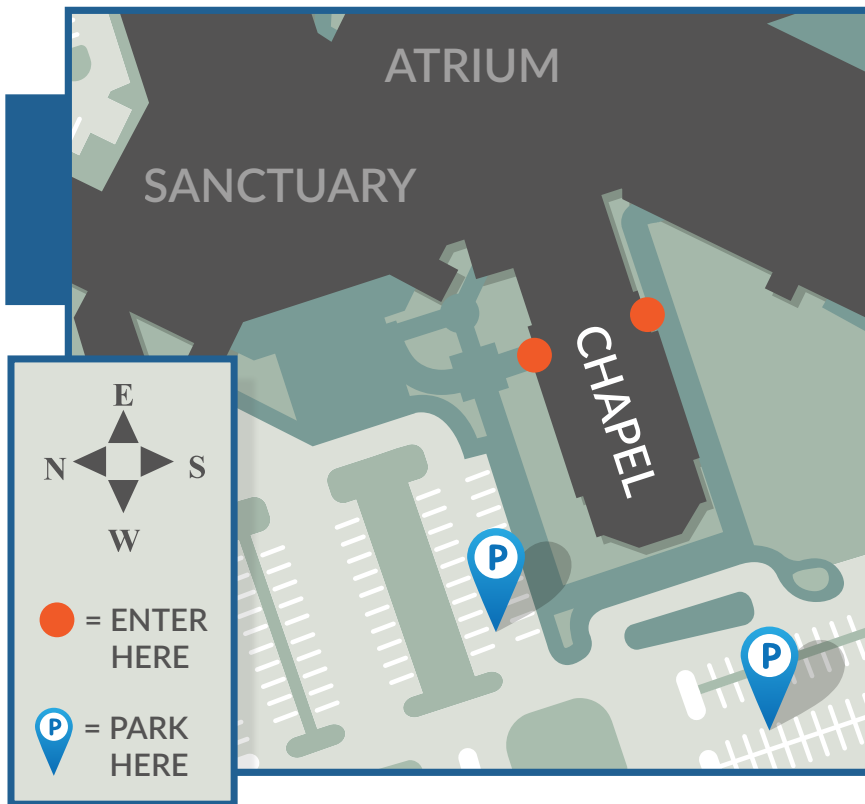 ATRIUM
SANCTUARY
CHAPEL
E
N S
W
= ENTER
HERE
P = PARK
HERE
P
P